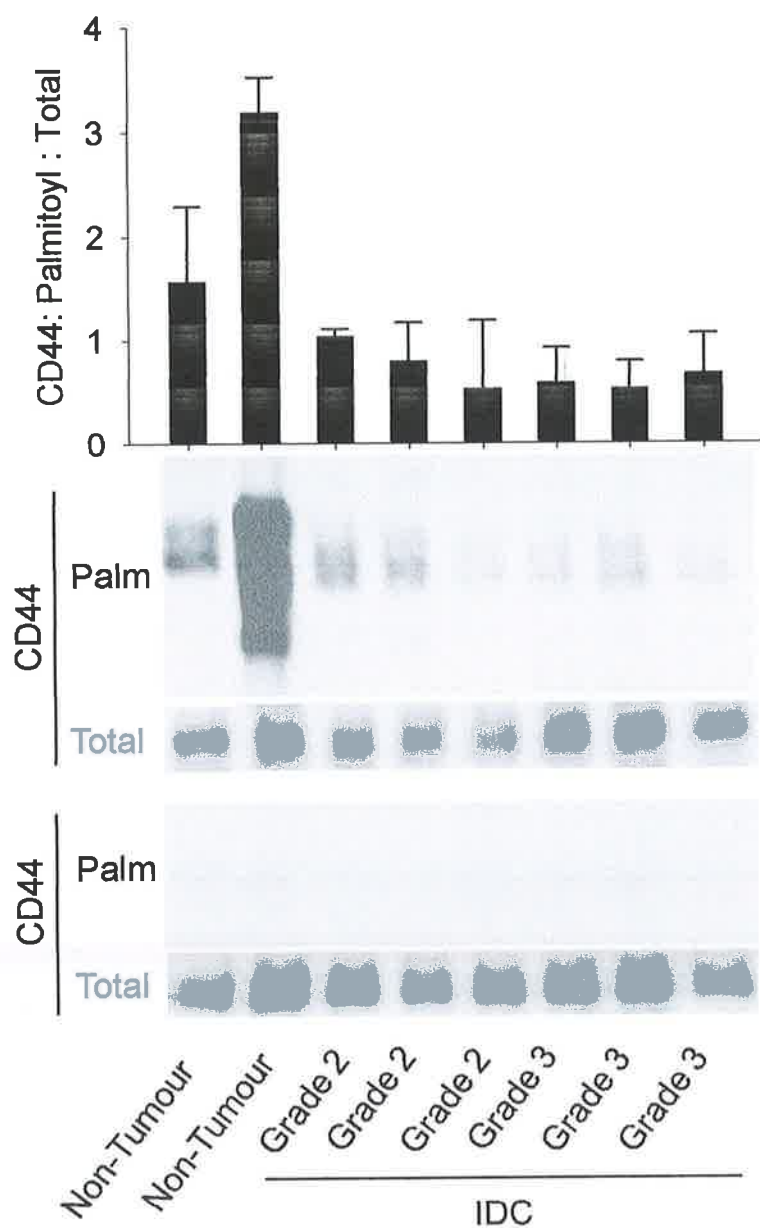 CD44: Palmitoyl : Total
4
3
2
1
0
CD44
Palm
Total
CD44
Palm
Total
Non-Tumour
Non-Tumour
Grade 2
Grade 2
Grade 2
Grade 3
Grade 3
Grade 3
IDC